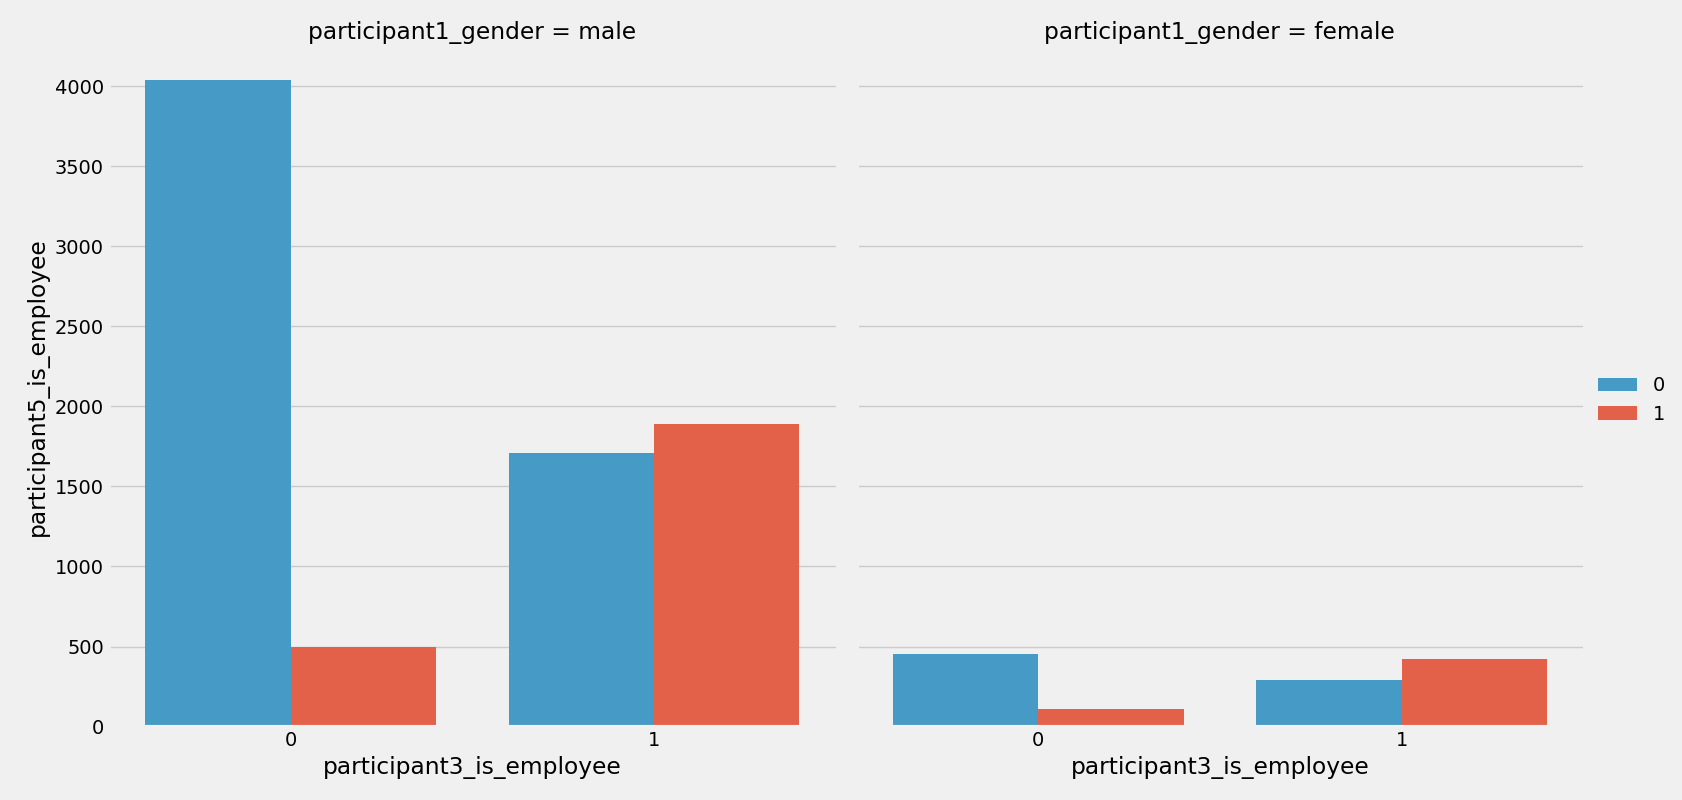 participant1_gender = male
participant1_gender = female
participant5_is_employee
4000
3500
3000
2500
2000
1500
1000
500
0
0 1
0 1
participant3_is_employee
participant3_is_employee
0
1